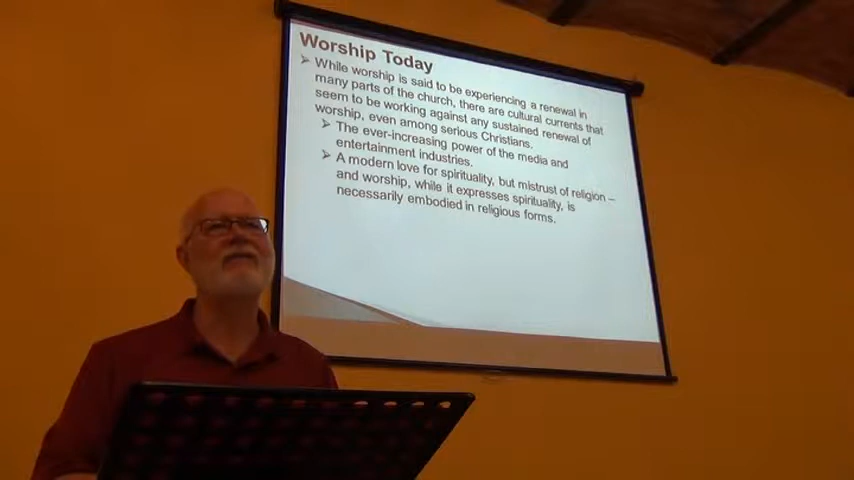 Worship Today
While worship is said to be experiencing a renewal in
many parts of the church, there are cultural currents that
seem to be working against any sustained renewal of
worship, even among serious Christians.
The ever-increasing power of the media and
entertainment industries.
A modern love for spirituality, but mistrust of religion –
and worship, while it expresses spirituality, is
necessarily embodied in religious forms.